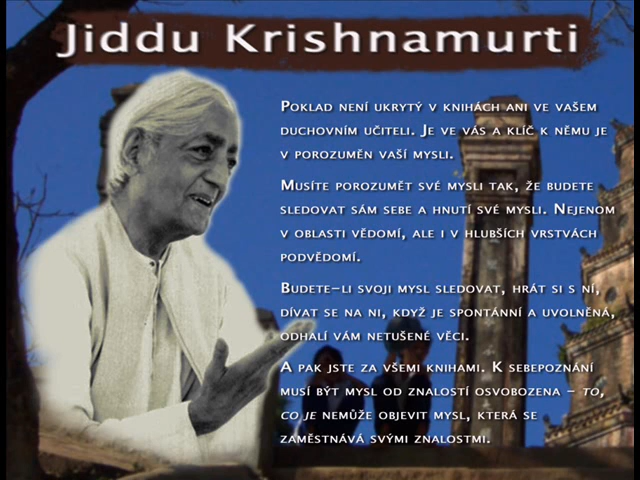 Jiddu Krishnamurti
Poklad není ukrytý v knihách ani ve vašem
duchovním učiteli. Je ve vás a klíč k němu je
v porozuměn vaší mysli.
Musíte porozumět své mysli tak, že budete
sledovat sám sebe a hnutí své mysli. Nejenom
v oblasti vědomí, ale i v hlubších vrstvách
podvědomí.
Budete-li svoji mysl sledovat, hrát si s ní,
dívat se na ni, když je spontánní a uvolněná,
odhalí vám netušené věci.
A pak jste za všemi knihami. K sebepoznání
musí být mysl od znalostí osvobozena – to,
co je nemůže objevit mysl, která se
zaměstnává svými znalostmi.